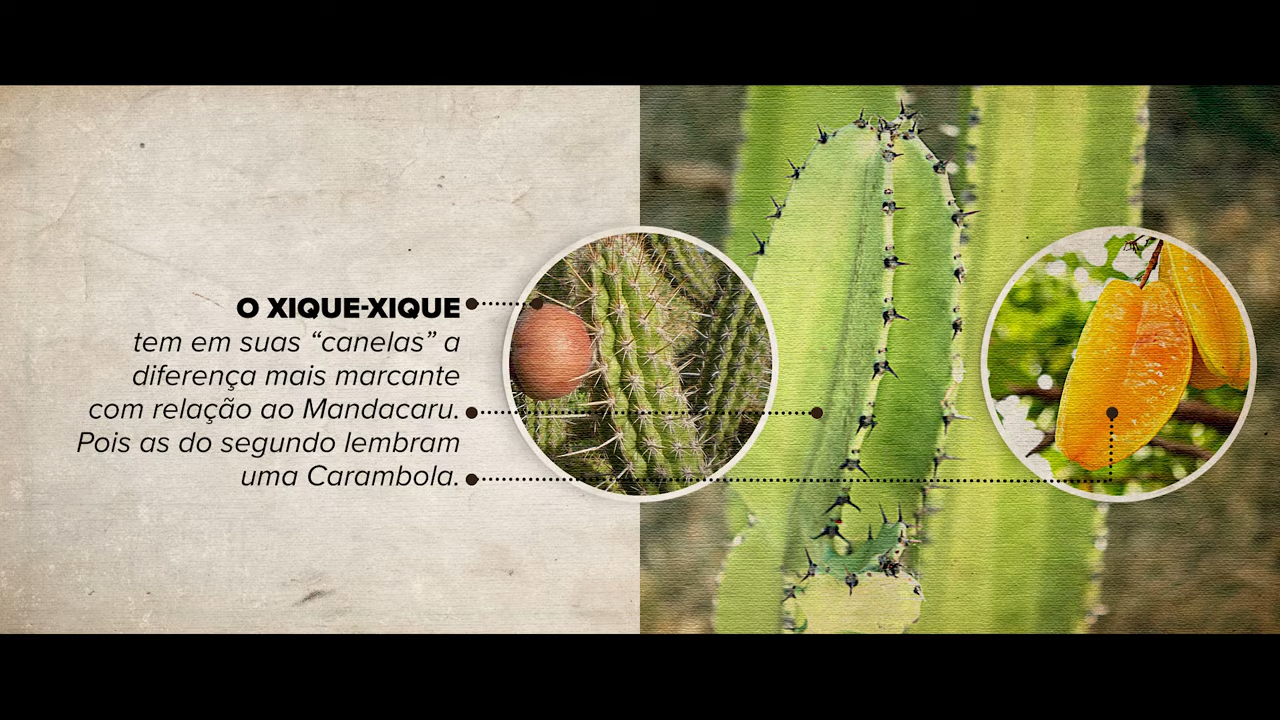 O XIQUE-XIQUE
tem em suas “canelas” a
diferença mais marcante
com relação ao Mandacaru.
Pois as do segundo lembram
uma Carambola.